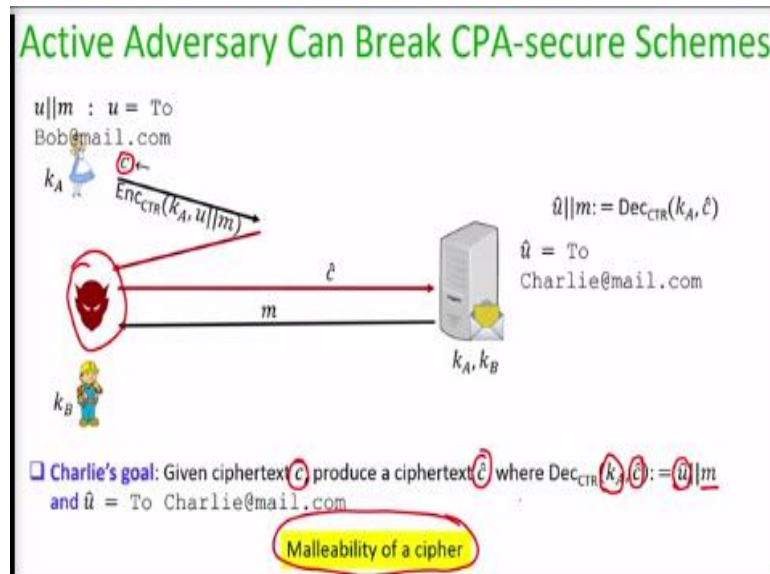 Active Adversary Can Break CPA-secure Schemes
u||m : u = To
Bob@mail.com
c ←
k_A
Enc_CTR(k_A, u||m)
û||m := Dec_CTR(k_A, ĉ)
û = To
Charlie@mail.com
ĉ
m
k_A, k_B
k_B
Charlie's goal: Given ciphertext c, produce a ciphertext ĉ where Dec_CTR(k_A, ĉ) := û||m
and û = To Charlie@mail.com
Malleability of a cipher